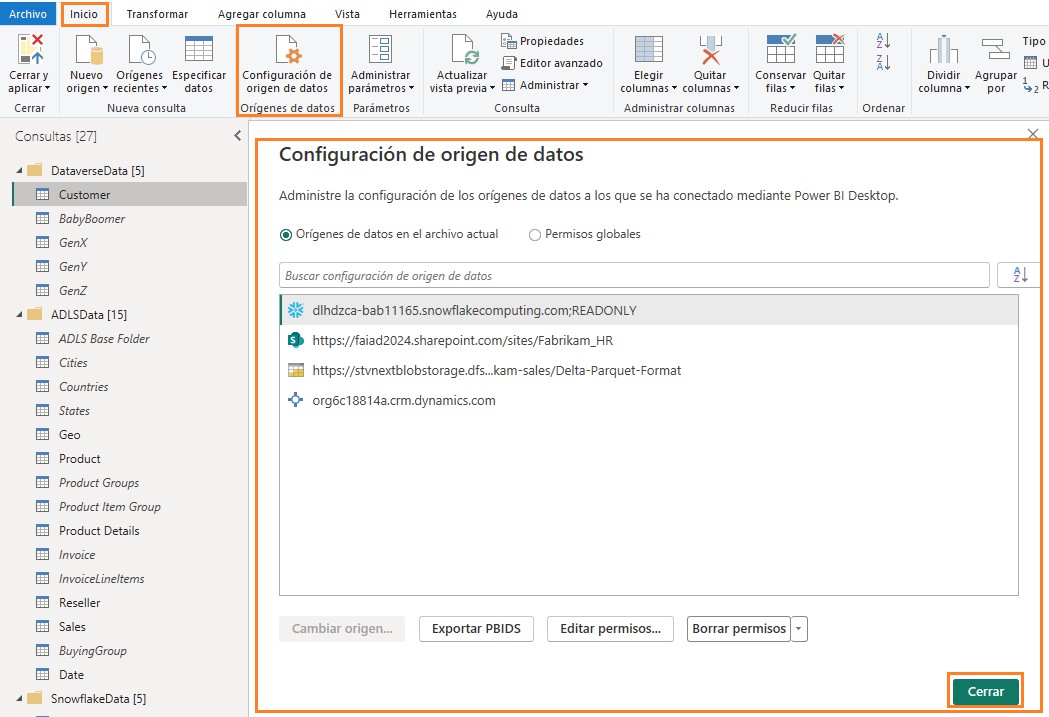 Archivo Inicio Transformar Agregar columna Vista Herramientas Ayuda
Cerrar y aplicar
Nuevo origen
Orígenes recientes
Especificar datos
Configuración de origen de datos
Administrar parámetros
Actualizar vista previa
Propiedades
Editor avanzado
Administrar
Elegir columnas
Quitar columnas
Conservar filas
Quitar filas
Dividir columna
Agrupar por
Tipo
Cerrar Nueva consulta Orígenes de datos Parámetros Consulta Administrar columnas Reducir filas Ordenar
Consultas [27]
DataverseData [5]
Customer
BabyBoomer
GenX
GenY
GenZ
ADLSData [15]
ADLS Base Folder
Cities
Countries
States
Geo
Product
Product Groups
Product Item Group
Product Details
Invoice
InvoiceLineItems
Reseller
Sales
BuyingGroup
Date
SnowflakeData [5]
Configuración de origen de datos
Administre la configuración de los orígenes de datos a los que se ha conectado mediante Power BI Desktop.
Orígenes de datos en el archivo actual Permisos globales
Buscar configuración de origen de datos
dlhdzca-bab11165.snowflakecomputing.com;READONLY
https://faiad2024.sharepoint.com/sites/Fabrikam_HR
https://stvnextblobstorage.dfs...kam-sales/Delta-Parquet-Format
org6c18814a.crm.dynamics.com
Cambiar origen... Exportar PBIDS Editar permisos... Borrar permisos
Cerrar